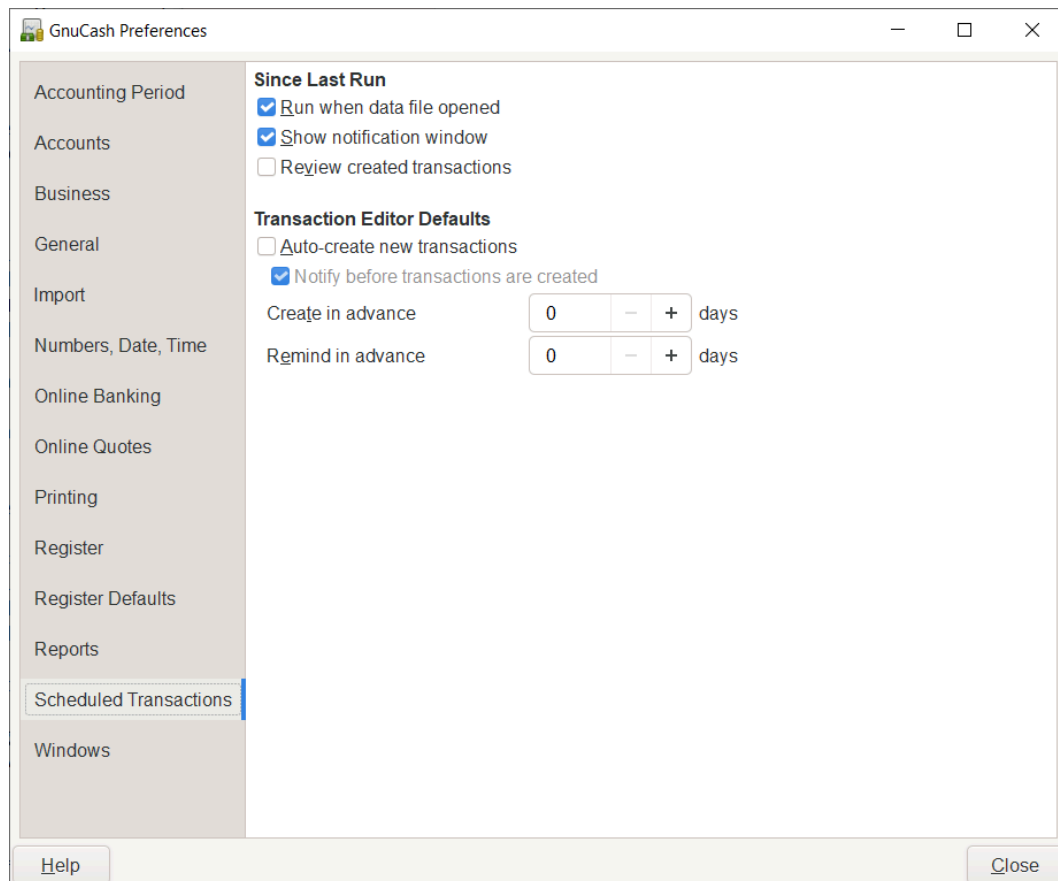 GnuCash Preferences
Accounting Period
Accounts
Business
General
Import
Numbers, Date, Time
Online Banking
Online Quotes
Printing
Register
Register Defaults
Reports
Scheduled Transactions
Windows
Since Last Run
Run when data file opened
Show notification window
Review created transactions
Transaction Editor Defaults
Auto-create new transactions
Notify before transactions are created
Create in advance 0 − + days
Remind in advance 0 − + days
Help
Close